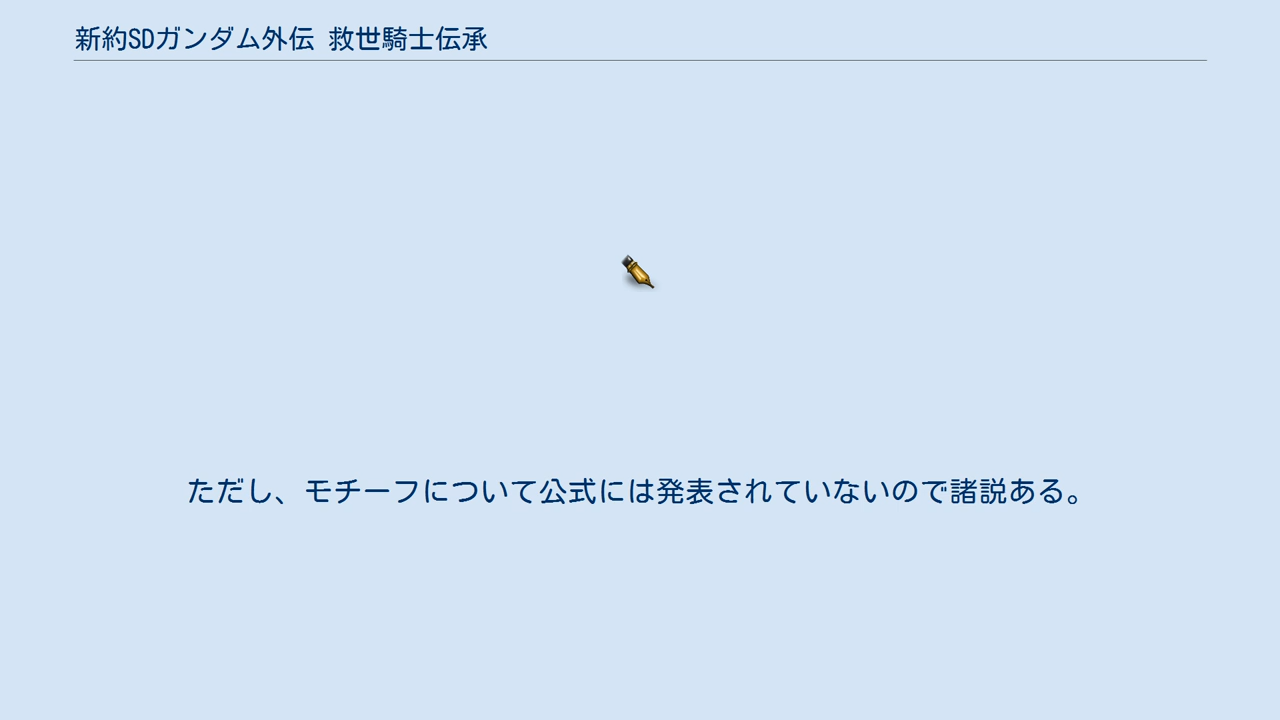 新約SDガンダム外伝 救世騎士伝承
ただし、モチーフについて公式には発表されていないので諸説ある。